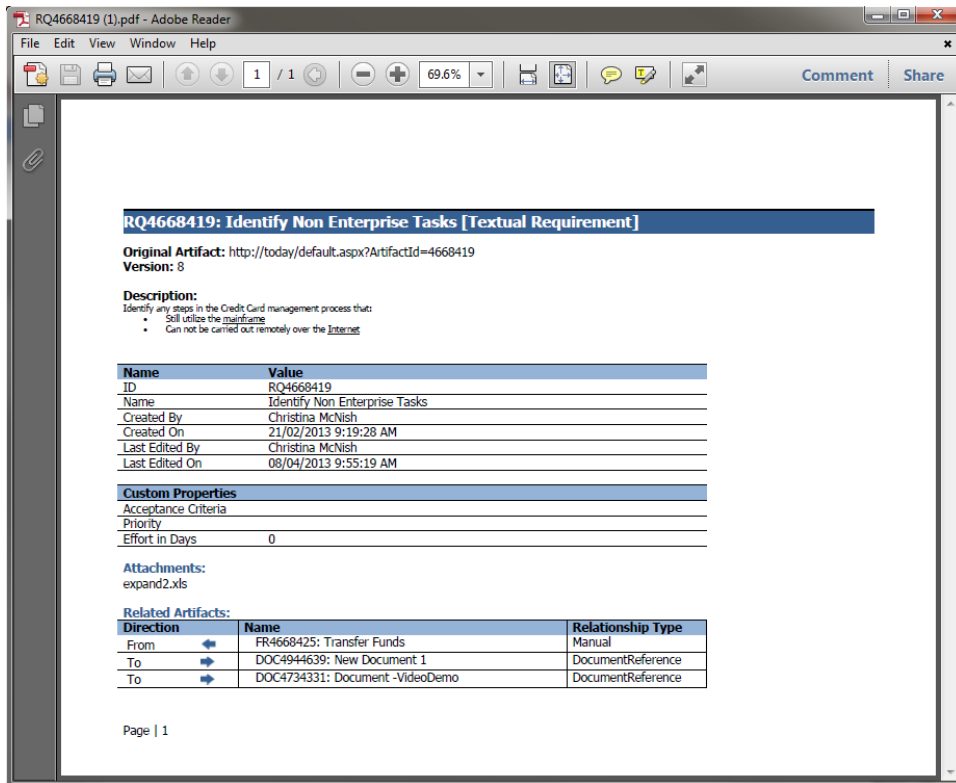 RQ4668419 (1).pdf - Adobe Reader
File Edit View Window Help
1 / 1 69.6% Comment Share
RQ4668419: Identify Non Enterprise Tasks [Textual Requirement]
Original Artifact: http://today/default.aspx?ArtifactId=4668419
Version: 8
Description:
Identify any steps in the Credit Card management process that:
• Still utilize the mainframe
• Can not be carried out remotely over the Internet
Name Value
ID RQ4668419
Name Identify Non Enterprise Tasks
Created By Christina McNish
Created On 21/02/2013 9:19:28 AM
Last Edited By Christina McNish
Last Edited On 08/04/2013 9:55:19 AM
Custom Properties
Acceptance Criteria
Priority
Effort in Days 0
Attachments:
expand2.xls
Related Artifacts:
Direction Name Relationship Type
From FR4668425: Transfer Funds Manual
To DOC4944639: New Document 1 DocumentReference
To DOC4734331: Document -VideoDemo DocumentReference
Page | 1